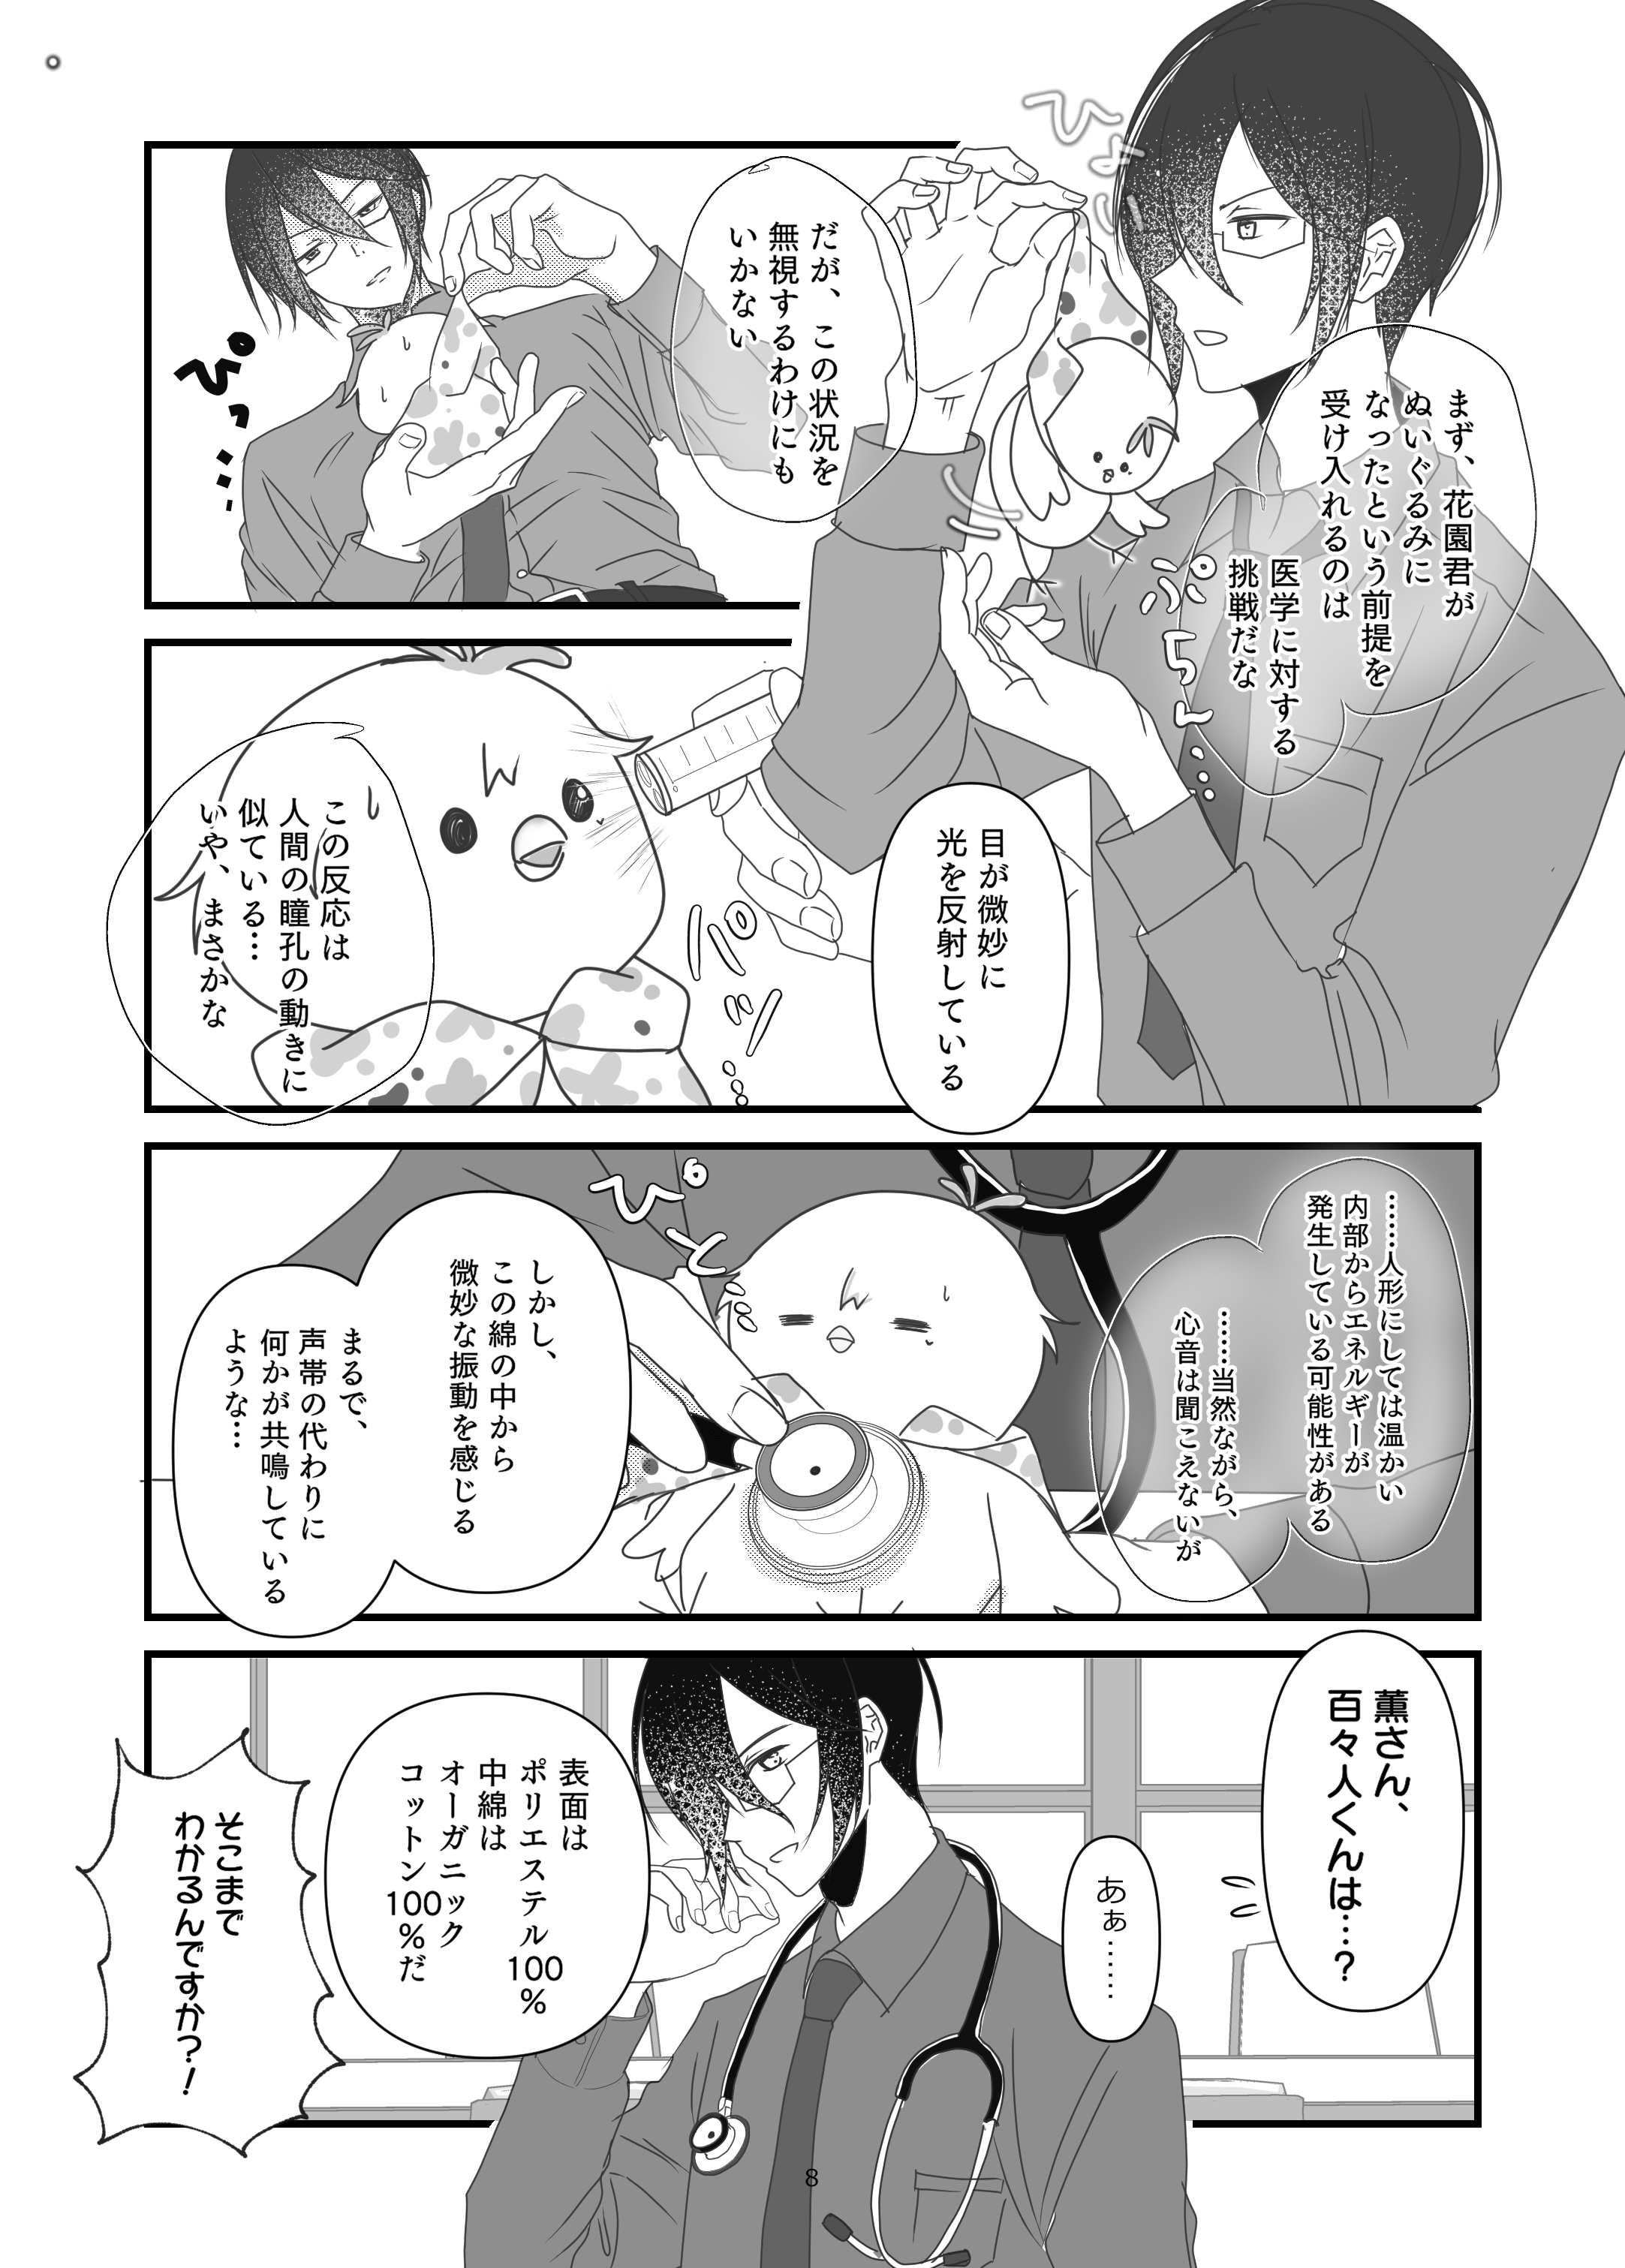 ひょい
まず、花園君が
ぬいぐるみに
なったという前提を
受け入れるのは
医学に対する
挑戦だな
ぷらん…
だが、この状況を
無視するわけにも
いかない
ぴっ…
目が微妙に
光を反射している
パッ…
この反応は
人間の瞳孔の動きに
似ている…
いや、まさかな
……人形にしては温かい
内部からエネルギーが
発生している可能性がある
……当然ながら、
心音は聞こえないが
ぴと…
しかし、
この綿の中から
微妙な振動を感じる
まるで、
声帯の代わりに
何かが共鳴している
ような…
薫さん、
百々人くんは…?
あぁ……
表面は
ポリエステル100%
中綿は
オーガニック
コットン100%だ
そこまで
わかるんですか?!
8